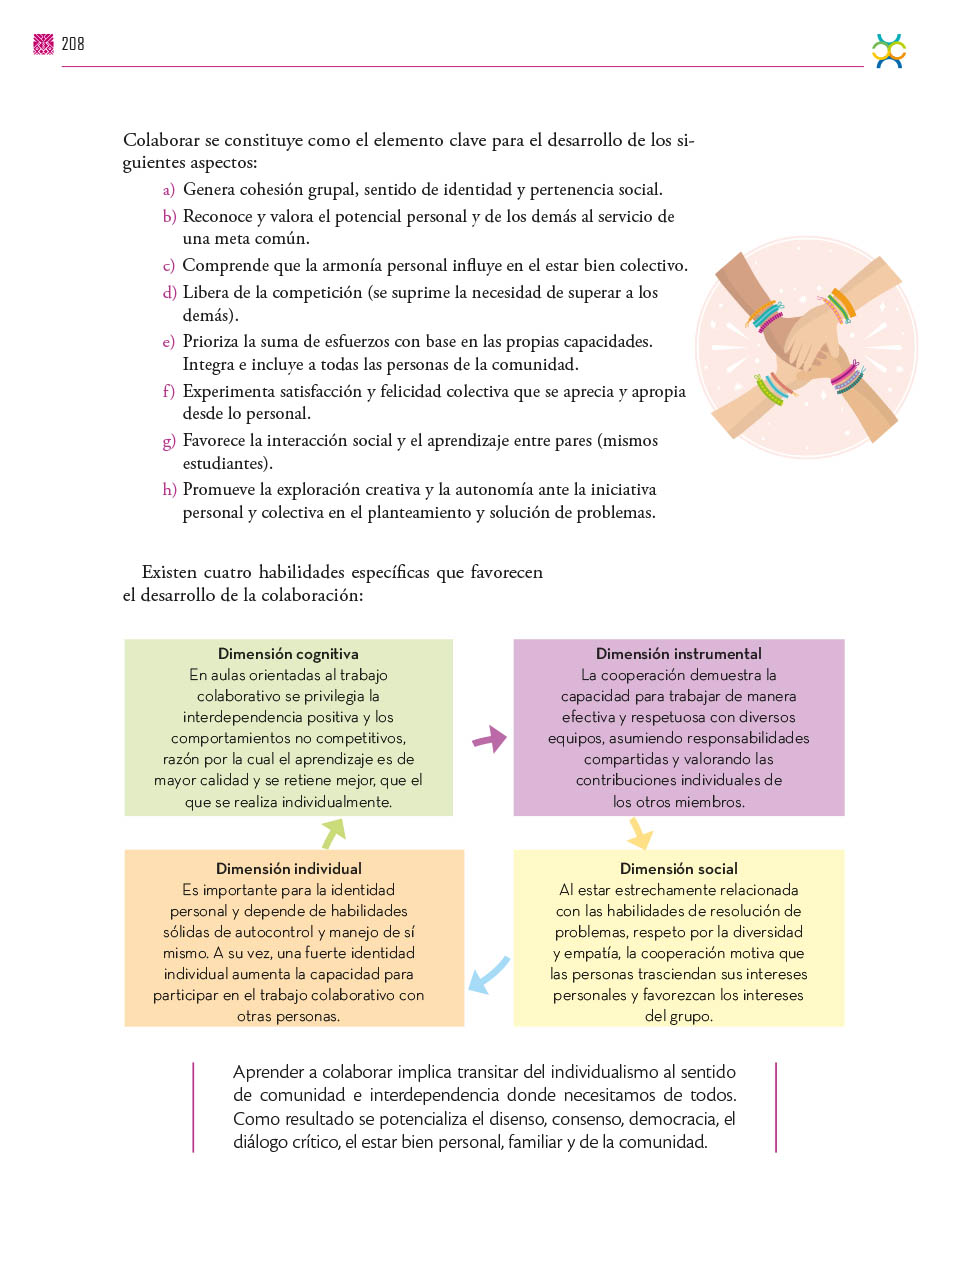 208
Colaborar se constituye como el elemento clave para el desarrollo de los si-
guientes aspectos:
a) Genera cohesión grupal, sentido de identidad y pertenencia social.
b) Reconoce y valora el potencial personal y de los demás al servicio de
una meta común.
c) Comprende que la armonía personal influye en el estar bien colectivo.
d) Libera de la competición (se suprime la necesidad de superar a los
demás).
e) Prioriza la suma de esfuerzos con base en las propias capacidades.
Integra e incluye a todas las personas de la comunidad.
f) Experimenta satisfacción y felicidad colectiva que se aprecia y apropia
desde lo personal.
g) Favorece la interacción social y el aprendizaje entre pares (mismos
estudiantes).
h) Promueve la exploración creativa y la autonomía ante la iniciativa
personal y colectiva en el planteamiento y solución de problemas.
Existen cuatro habilidades específicas que favorecen
el desarrollo de la colaboración:
Dimensión cognitiva
En aulas orientadas al trabajo
colaborativo se privilegia la
interdependencia positiva y los
comportamientos no competitivos,
razón por la cual el aprendizaje es de
mayor calidad y se retiene mejor, que el
que se realiza individualmente.
Dimensión instrumental
La cooperación demuestra la
capacidad para trabajar de manera
efectiva y respetuosa con diversos
equipos, asumiendo responsabilidades
compartidas y valorando las
contribuciones individuales de
los otros miembros.
Dimensión individual
Es importante para la identidad
personal y depende de habilidades
sólidas de autocontrol y manejo de sí
mismo. A su vez, una fuerte identidad
individual aumenta la capacidad para
participar en el trabajo colaborativo con
otras personas.
Dimensión social
Al estar estrechamente relacionada
con las habilidades de resolución de
problemas, respeto por la diversidad
y empatía, la cooperación motiva que
las personas trasciendan sus intereses
personales y favorezcan los intereses
del grupo.
Aprender a colaborar implica transitar del individualismo al sentido
de comunidad e interdependencia donde necesitamos de todos.
Como resultado se potencializa el disenso, consenso, democracia, el
diálogo crítico, el estar bien personal, familiar y de la comunidad.